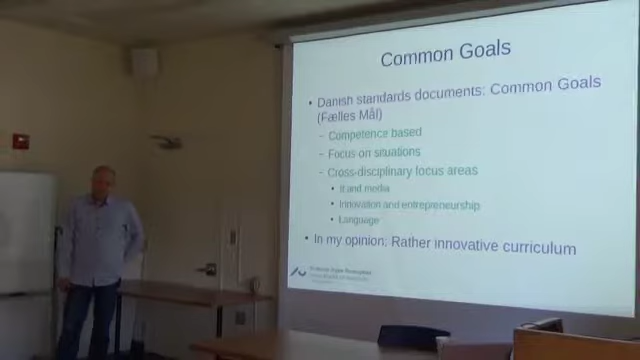 Common Goals
• Danish standards documents: Common Goals
(Fælles Mål)
– Competence based
– Focus on situations
– Cross-disciplinary focus areas
• It and media
• Innovation and entrepreneurship
• Language
• In my opinion: Rather innovative curriculum